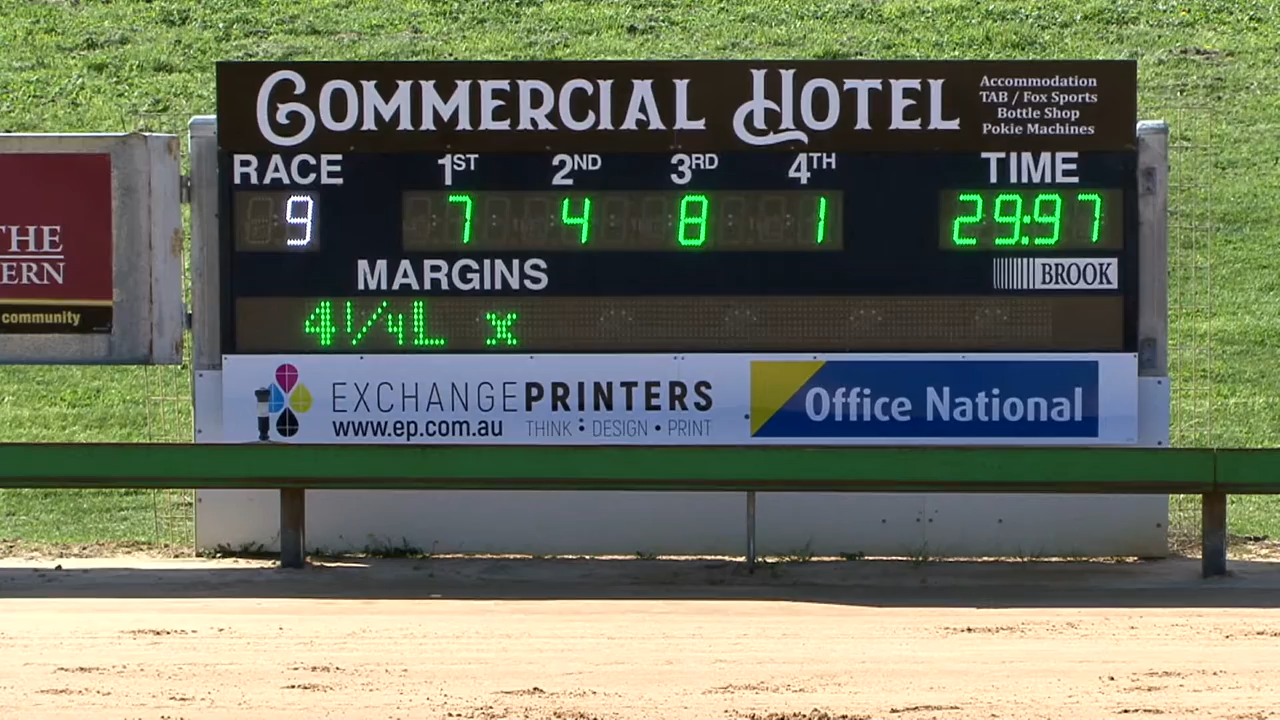 COMMERCIAL HOTEL
Accommodation
TAB / Fox Sports
Bottle Shop
Pokie Machines
RACE 1ST 2ND 3RD 4TH TIME
9 7 4 8 1 29:97
MARGINS
BROOK
4 1/4L x
THE
ERN
community
EXCHANGEPRINTERS
www.ep.com.au THINK • DESIGN • PRINT
Office National